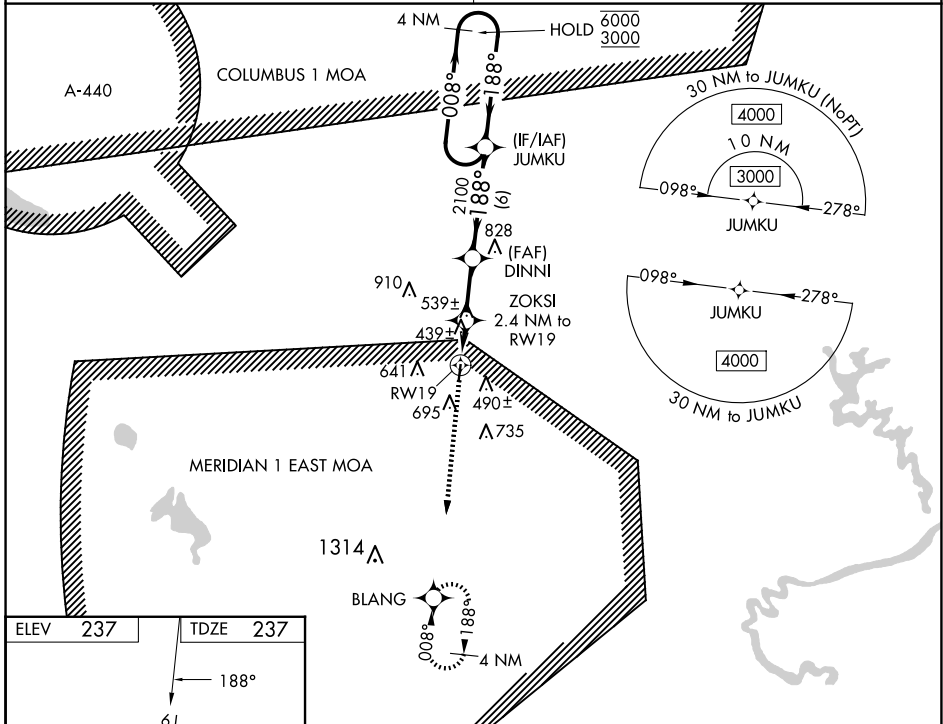 4 NM
HOLD
6000
3000
COLUMBUS 1 MOA
A-440
008°
188°
(IF/IAF)
JUMKU
2100
188°
(6)
828
(FAF)
DINNI
910
539±
ZOKSI
2.4 NM to
RW19
439±
641
RW19
695
490±
735
MERIDIAN 1 EAST MOA
1314
BLANG
008°
188°
4 NM
30 NM to JUMKU (NoPT)
4000
10 NM
3000
098°
278°
JUMKU
098°
278°
JUMKU
4000
30 NM to JUMKU
ELEV 237
TDZE 237
188°